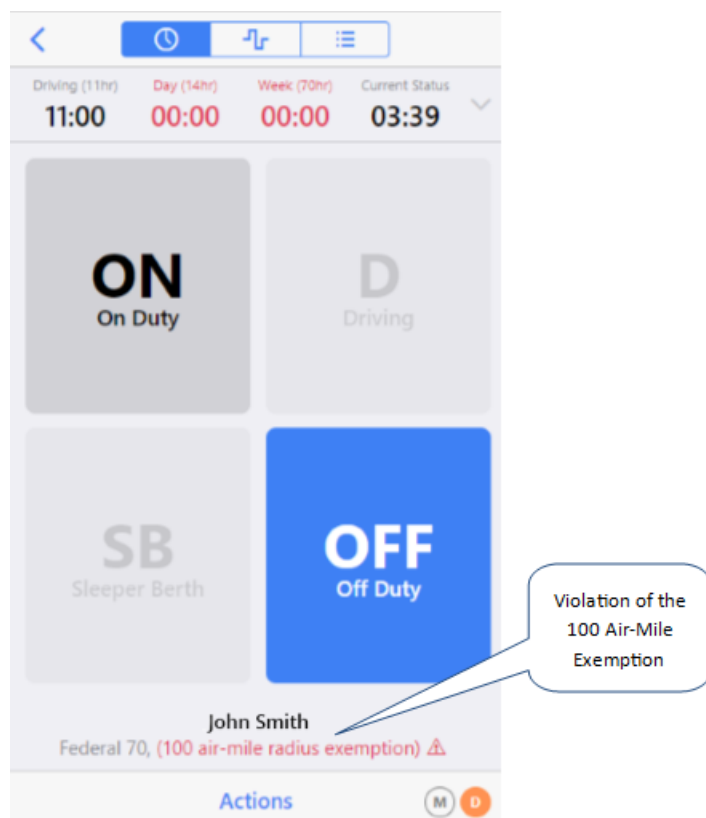 Driving (11hr) Day (14hr) Week (70hr) Current Status
11:00 00:00 00:00 03:39
ON
On Duty
D
Driving
SB
Sleeper Berth
OFF
Off Duty
Violation of the
100 Air-Mile
Exemption
John Smith
Federal 70, (100 air-mile radius exemption)
Actions
M D